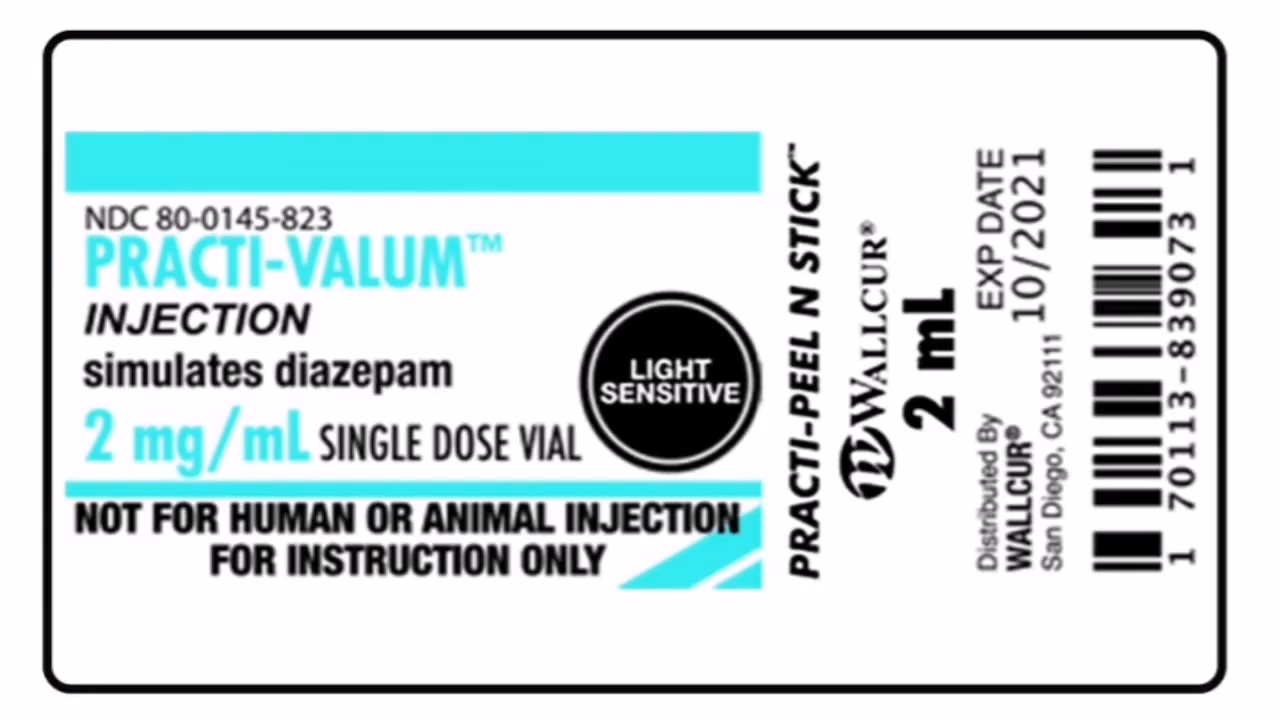 NDC 80-0145-823
PRACTI-VALUM™
INJECTION
simulates diazepam
2 mg/mL SINGLE DOSE VIAL
LIGHT
SENSITIVE
NOT FOR HUMAN OR ANIMAL INJECTION
FOR INSTRUCTION ONLY
PRACTI-PEEL N STICK™
WALLCUR®
2 mL
EXP DATE
10/2021
Distributed By
WALLCUR®
San Diego, CA 92111
1 70113-839073 1